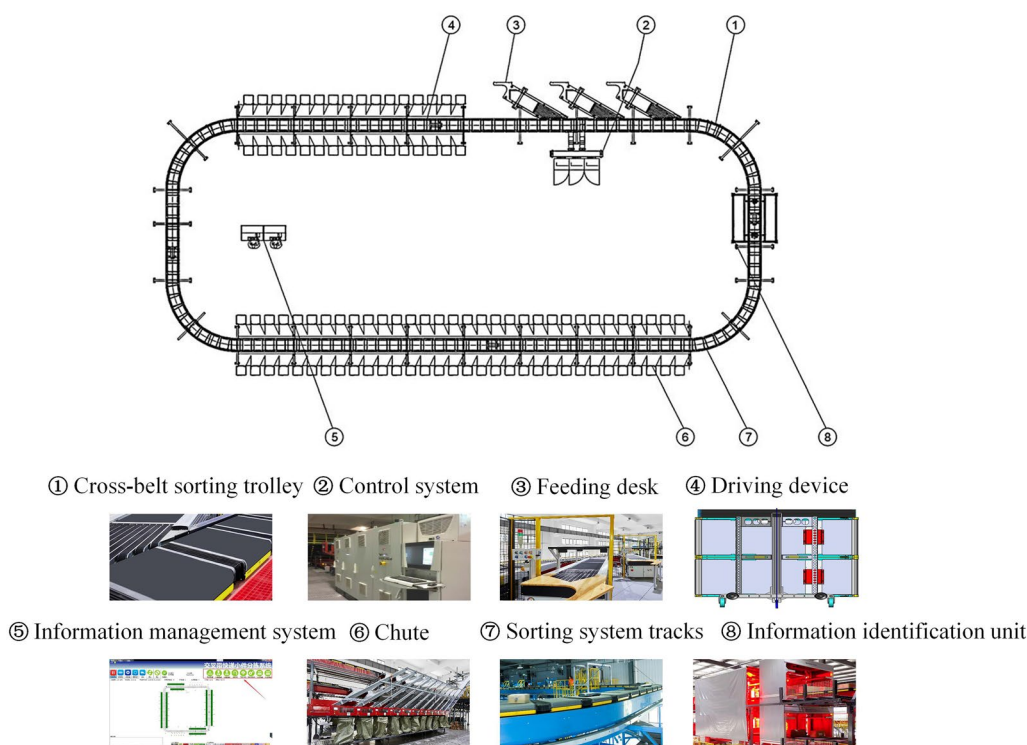 ④ ③ ② ①
⑤ ⑥ ⑦ ⑧
① Cross-belt sorting trolley ② Control system ③ Feeding desk ④ Driving device
⑤ Information management system ⑥ Chute ⑦ Sorting system tracks ⑧ Information identification unit